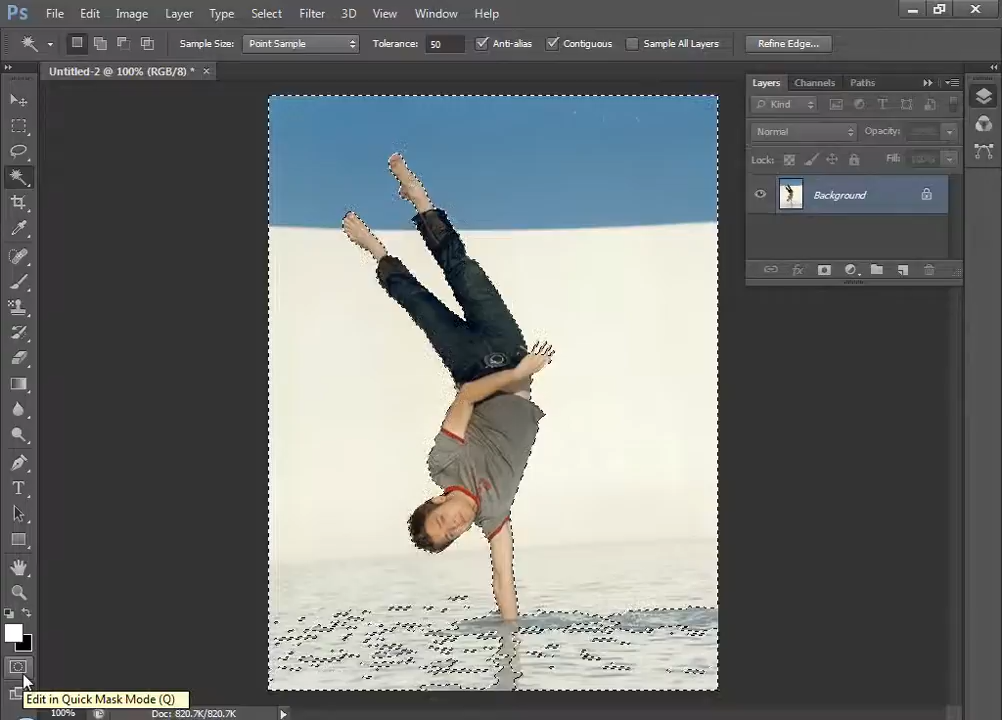 Ps File Edit Image Layer Type Select Filter 3D View Window Help
Sample Size: Point Sample Tolerance: 50 Anti-alias Contiguous Sample All Layers Refine Edge...
Untitled-2 @ 100% (RGB/8) * ×
Layers Channels Paths
Kind
Normal Opacity:
Lock: Fill: 100%
Background
fx
T
Edit in Quick Mask Mode (Q)
100% Doc: 820.7K/820.7K